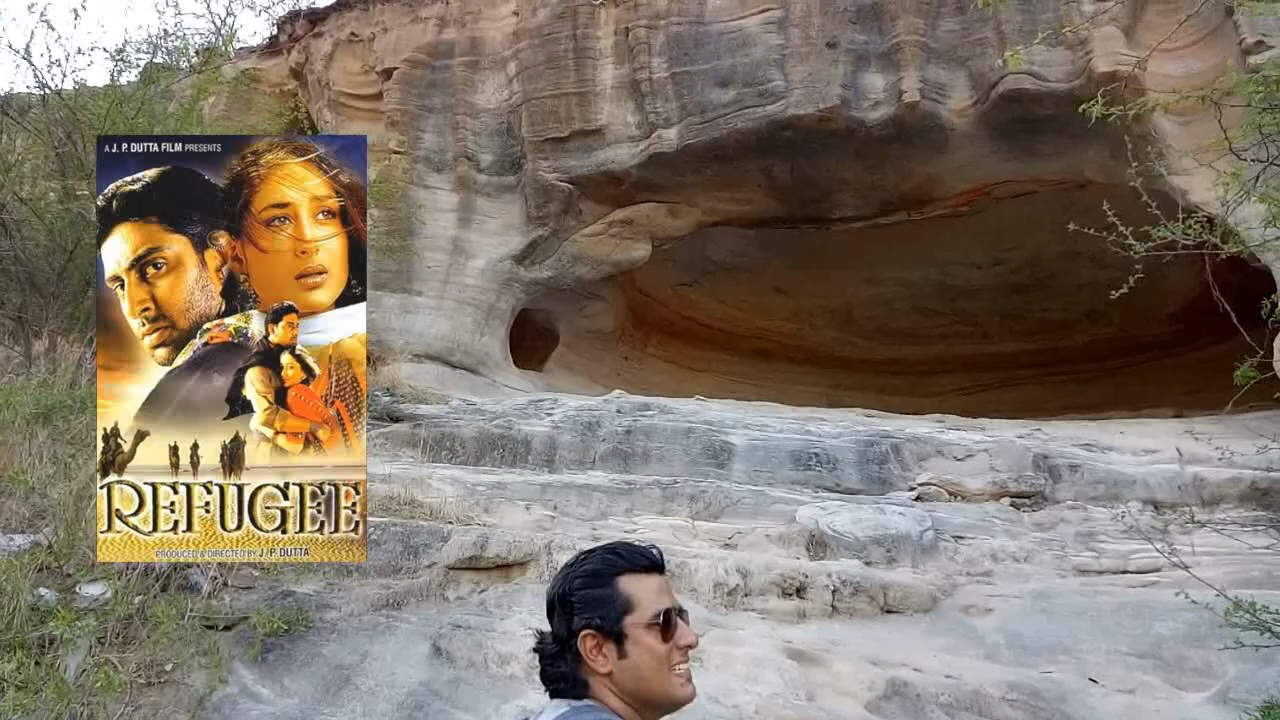 A J. P. DUTTA FILM PRESENTS
REFUGEE
PRODUCED & DIRECTED BY J. P. DUTTA